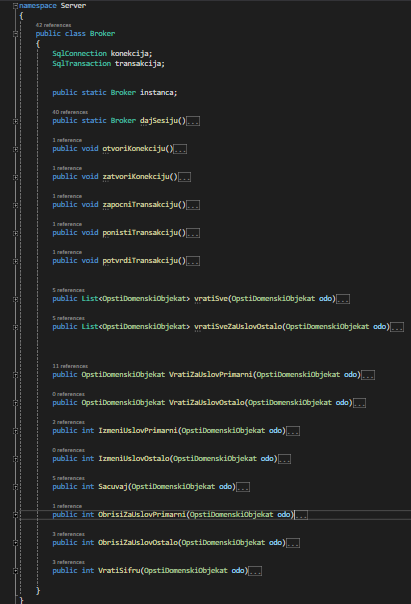 namespace Server
{
42 references
public class Broker
{
SqlConnection konekcija;
SqlTransaction transakcija;
public static Broker instanca;
40 references
public static Broker dajSesiju()...
1 reference
public void otvoriKonekciju()...
1 reference
public void zatvoriKonekciju()...
1 reference
public void zapocniTransakciju()...
1 reference
public void ponistiTransakciju()...
1 reference
public void potvrdiTransakciju()...
5 references
public List<OpstiDomenskiObjekat> vratiSve(OpstiDomenskiObjekat odo)...
5 references
public List<OpstiDomenskiObjekat> vratiSveZaUslovOstalo(OpstiDomenskiObjekat odo)...
11 references
public OpstiDomenskiObjekat VratiZaUslovPrimarni(OpstiDomenskiObjekat odo)...
0 references
public OpstiDomenskiObjekat VratiZaUslovOstalo(OpstiDomenskiObjekat odo)...
2 references
public int IzmeniUslovPrimarni(OpstiDomenskiObjekat odo)...
0 references
public int IzmeniUslovOstalo(OpstiDomenskiObjekat odo)...
5 references
public int Sacuvaj(OpstiDomenskiObjekat odo)...
1 reference
public int ObrisiZaUslovPrimarni(OpstiDomenskiObjekat odo)...
3 references
public int ObrisiZaUslovOstalo(OpstiDomenskiObjekat odo)...
3 references
public int VratiSifru(OpstiDomenskiObjekat odo)...
}
}